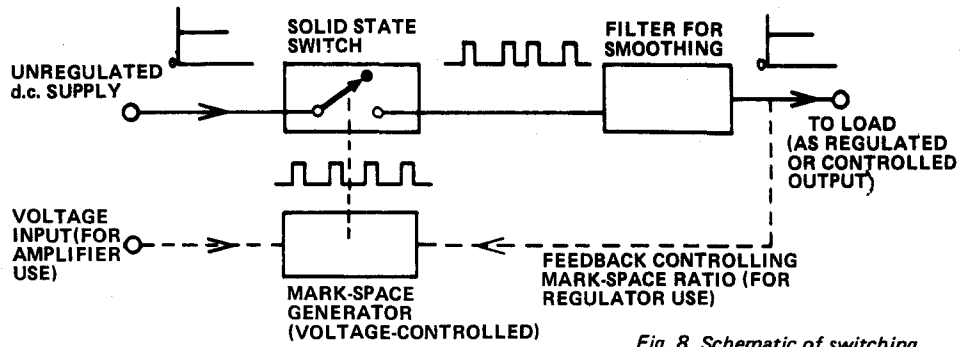 SOLID STATE
SWITCH
FILTER FOR
SMOOTHING
UNREGULATED
d.c. SUPPLY
TO LOAD
(AS REGULATED
OR CONTROLLED
OUTPUT)
VOLTAGE
INPUT(FOR
AMPLIFIER
USE)
FEEDBACK CONTROLLING
MARK-SPACE RATIO (FOR
REGULATOR USE)
MARK-SPACE
GENERATOR
(VOLTAGE-CONTROLLED)
Fig. 8. Schematic of switching